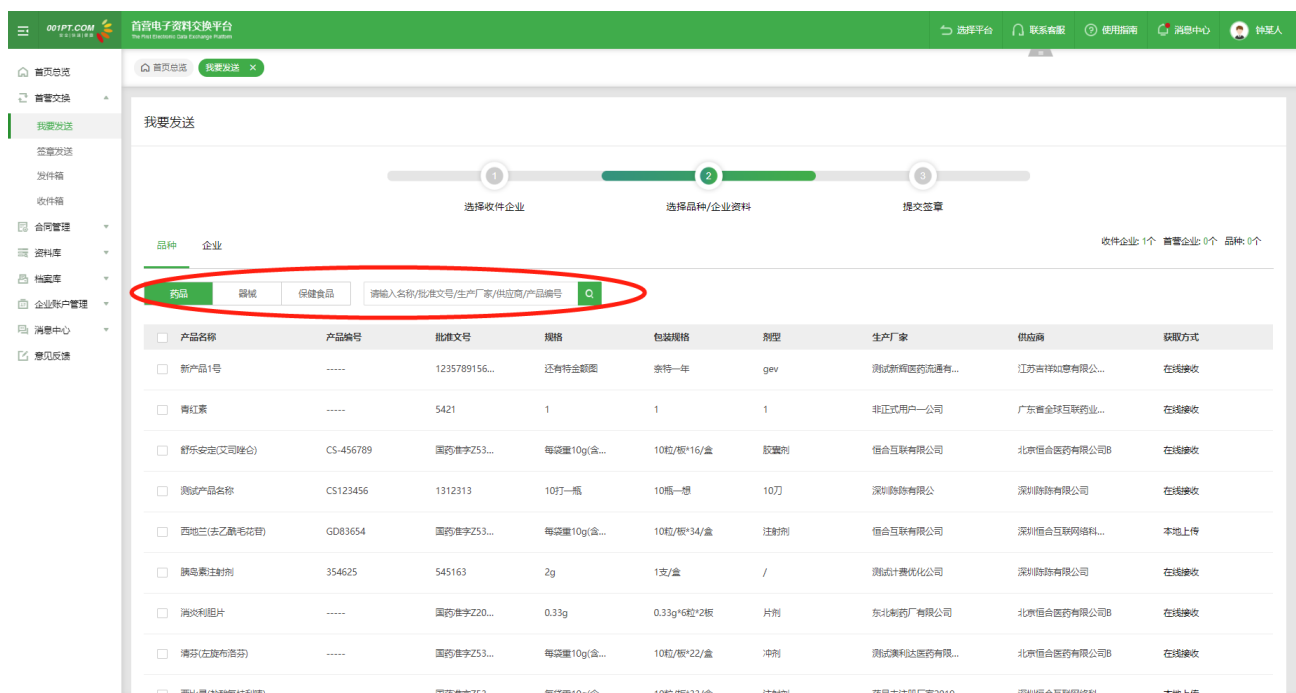 001PT.COM 首营电子资料交换平台 选择平台 联系客服 使用指南 消息中心 钟某人
The First Electronic Data Exchange Platform
首页总览 首页总览 我要发送 ×
首营交换
我要发送 我要发送
签章发送
发件箱 1 2 3
收件箱 选择收件企业 选择品种/企业资料 提交签章
合同管理
资料库 品种 企业 收件企业: 1个 首营企业: 0个 品种: 0个
档案库
企业账户管理 药品 器械 保健食品 请输入名称/批准文号/生产厂家/供应商/产品编号
消息中心
意见反馈
产品名称 产品编号 批准文号 规格 包装规格 剂型 生产厂家 供应商 获取方式
新产品1号 ----- 1235789156... 还有特金额图 奈特一年 gev 测试新辉医药流通有... 江苏吉祥如意有限公... 在线接收
青红素 ----- 5421 1 1 1 非正式用户一公司 广东省全球互联药业... 在线接收
舒乐安定(艾司唑仑) CS-456789 国药准字Z53... 每袋重10g(含... 10粒/板*16/盒 胶囊剂 恒合互联有限公司 北京恒合医药有限公司B 在线接收
测试产品名称 CS123456 1312313 10打一瓶 10瓶一想 10刀 深圳陈陈有限公 深圳陈陈有限公司 在线接收
西地兰(去乙酰毛花苷) GD83654 国药准字Z53... 每袋重10g(含... 10粒/板*34/盒 注射剂 恒合互联有限公司 深圳恒合互联网络科... 本地上传
胰岛素注射剂 354625 545163 2g 1支/盒 / 测试计费优化公司 深圳陈陈有限公司 在线接收
消炎利胆片 ----- 国药准字Z20... 0.33g 0.33g*6粒*2板 片剂 东北制药厂有限公司 北京恒合医药有限公司B 在线接收
清芬(左旋布洛芬) ----- 国药准字Z53... 每袋重10g(含... 10粒/板*22/盒 冲剂 测试澳利达医药有限... 北京恒合医药有限公司B 在线接收